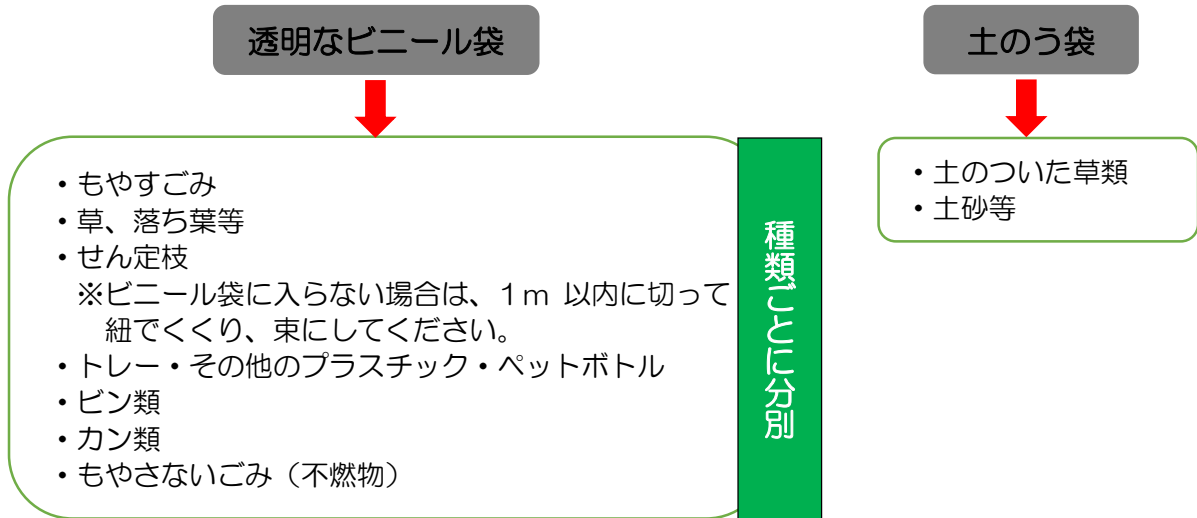 透明なビニール袋
・もやすごみ
・草、落ち葉等
・せん定枝
※ビニール袋に入らない場合は、1m 以内に切って
紐でくくり、束にしてください。
・トレー・その他のプラスチック・ペットボトル
・ビン類
・カン類
・もやさないごみ（不燃物）
種類ごとに分別
土のう袋
・土のついた草類
・土砂等